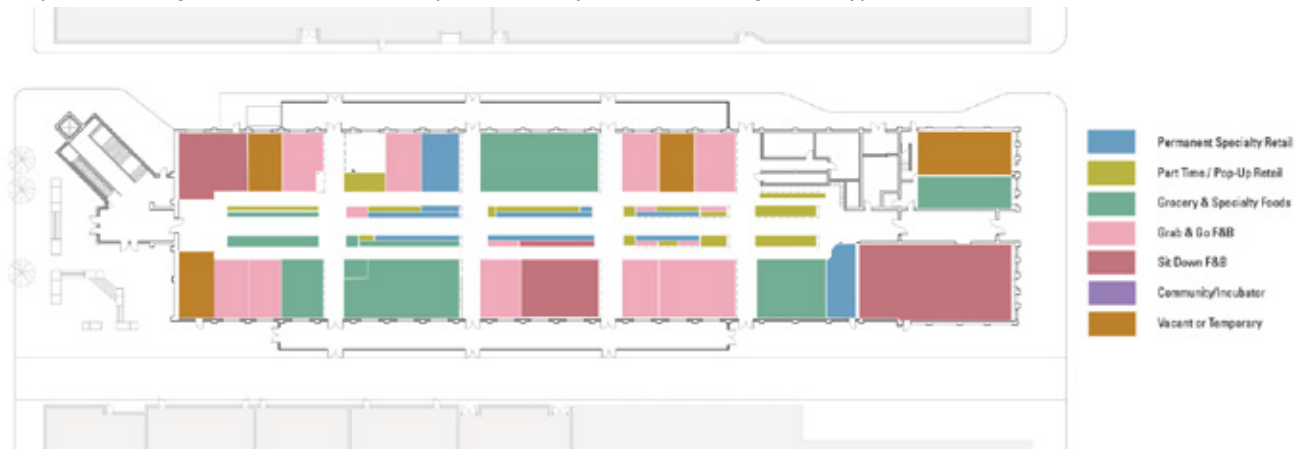 Permanent Specialty Retail
Part Time / Pop-Up Retail
Grocery & Specialty Foods
Grab & Go F&B
Sit Down F&B
Community/Incubator
Vacant or Temporary